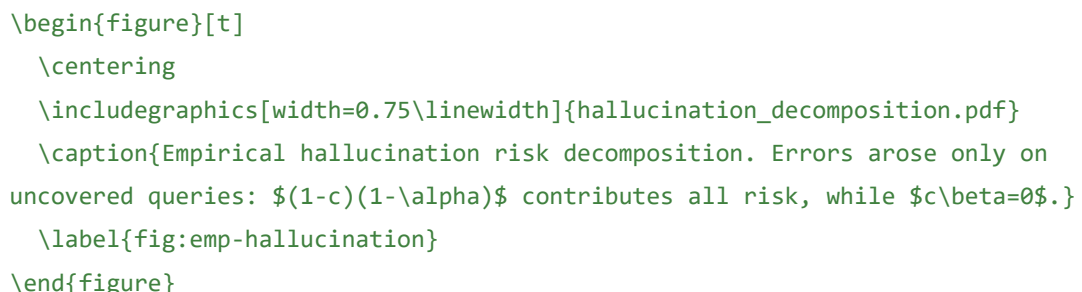 \begin{figure}[t]
\centering
\includegraphics[width=0.75\linewidth]{hallucination_decomposition.pdf}
\caption{Empirical hallucination risk decomposition. Errors arose only on
uncovered queries: $(1-c)(1-\alpha)$ contributes all risk, while $c\beta=0$.}
\label{fig:emp-hallucination}
\end{figure}